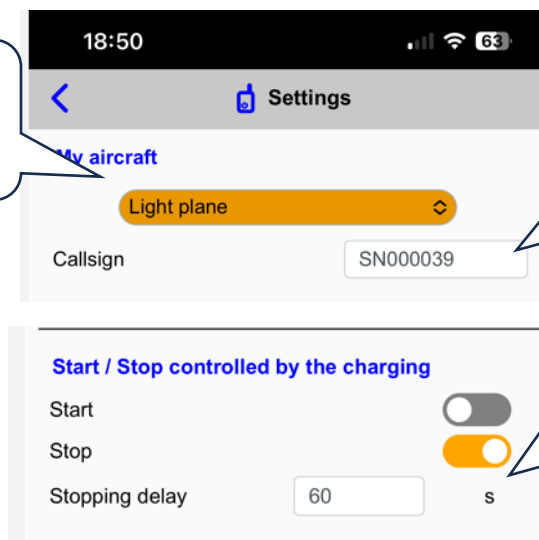 18:50 63
Settings
My aircraft
Light plane
Callsign SN000039
Start / Stop controlled by the charging
Start
Stop
Stopping delay 60 s